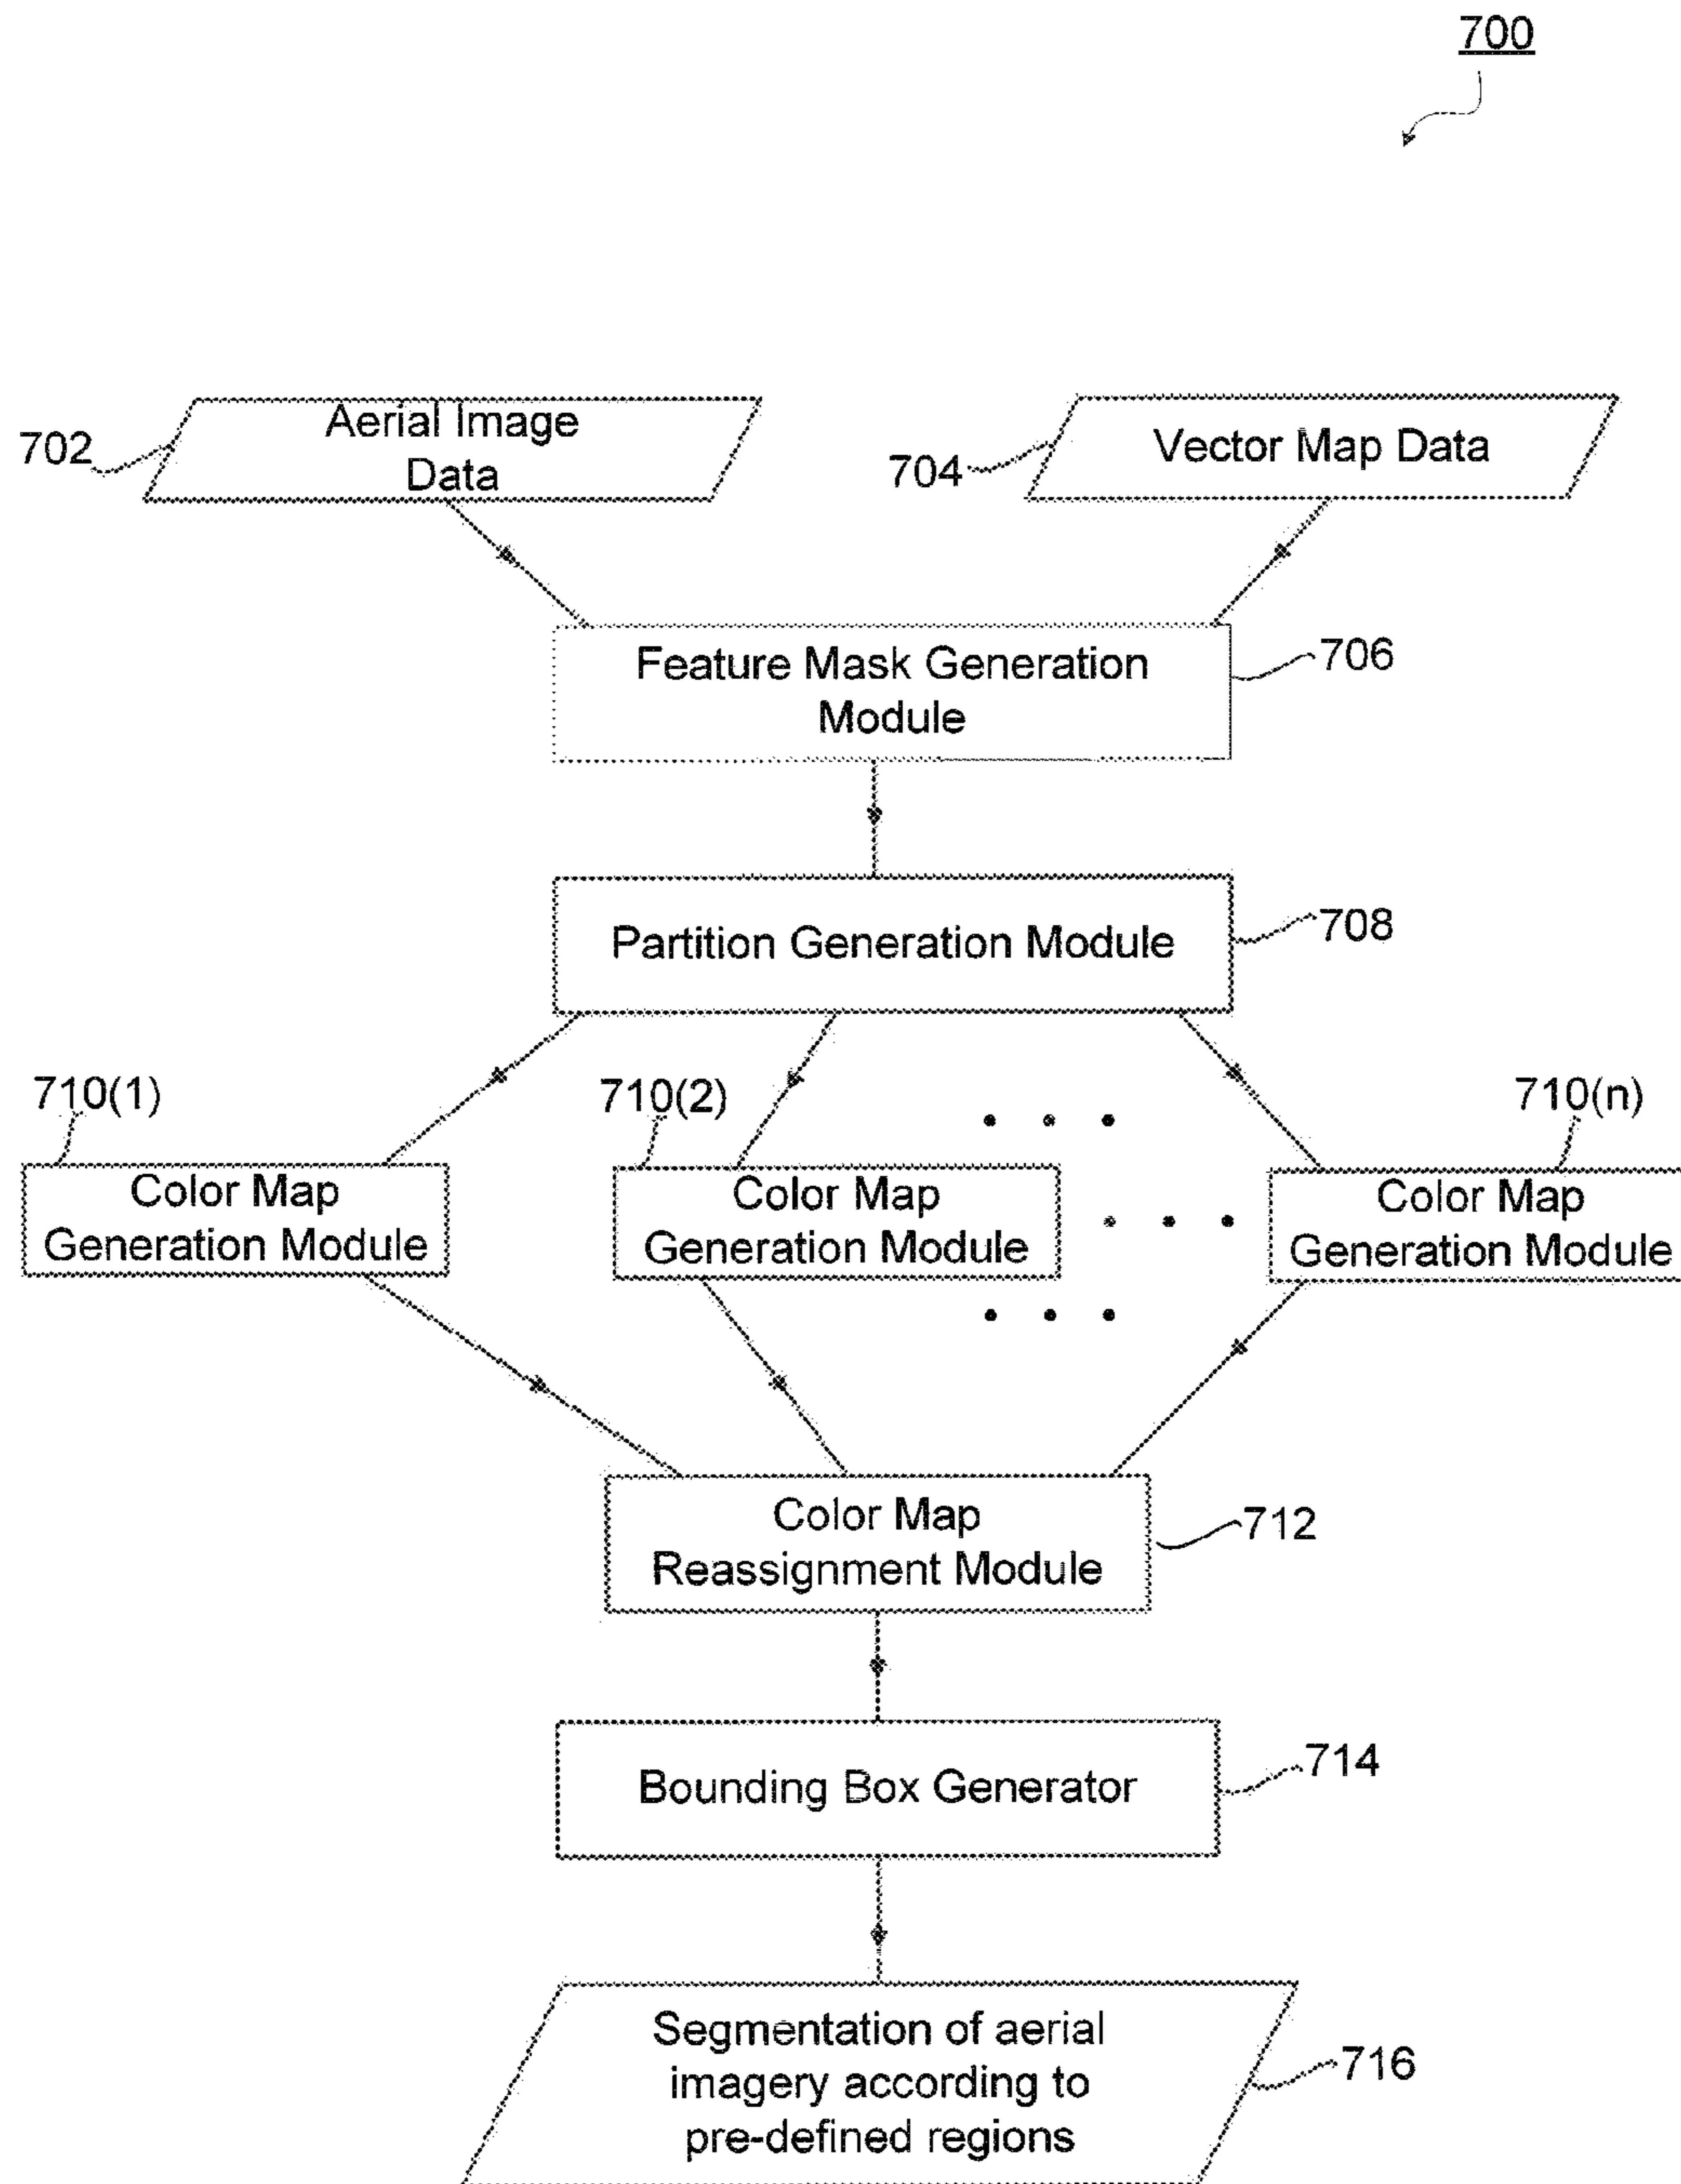 700
Aerial Image
Data
702
Vector Map Data
704
Feature Mask Generation
Module
706
Partition Generation Module
708
710(1)
710(2)
710(n)
Color Map
Generation Module
Color Map
Generation Module
Color Map
Generation Module
Color Map
Reassignment Module
712
Bounding Box Generator
714
Segmentation of aerial
imagery according to
pre-defined regions
716